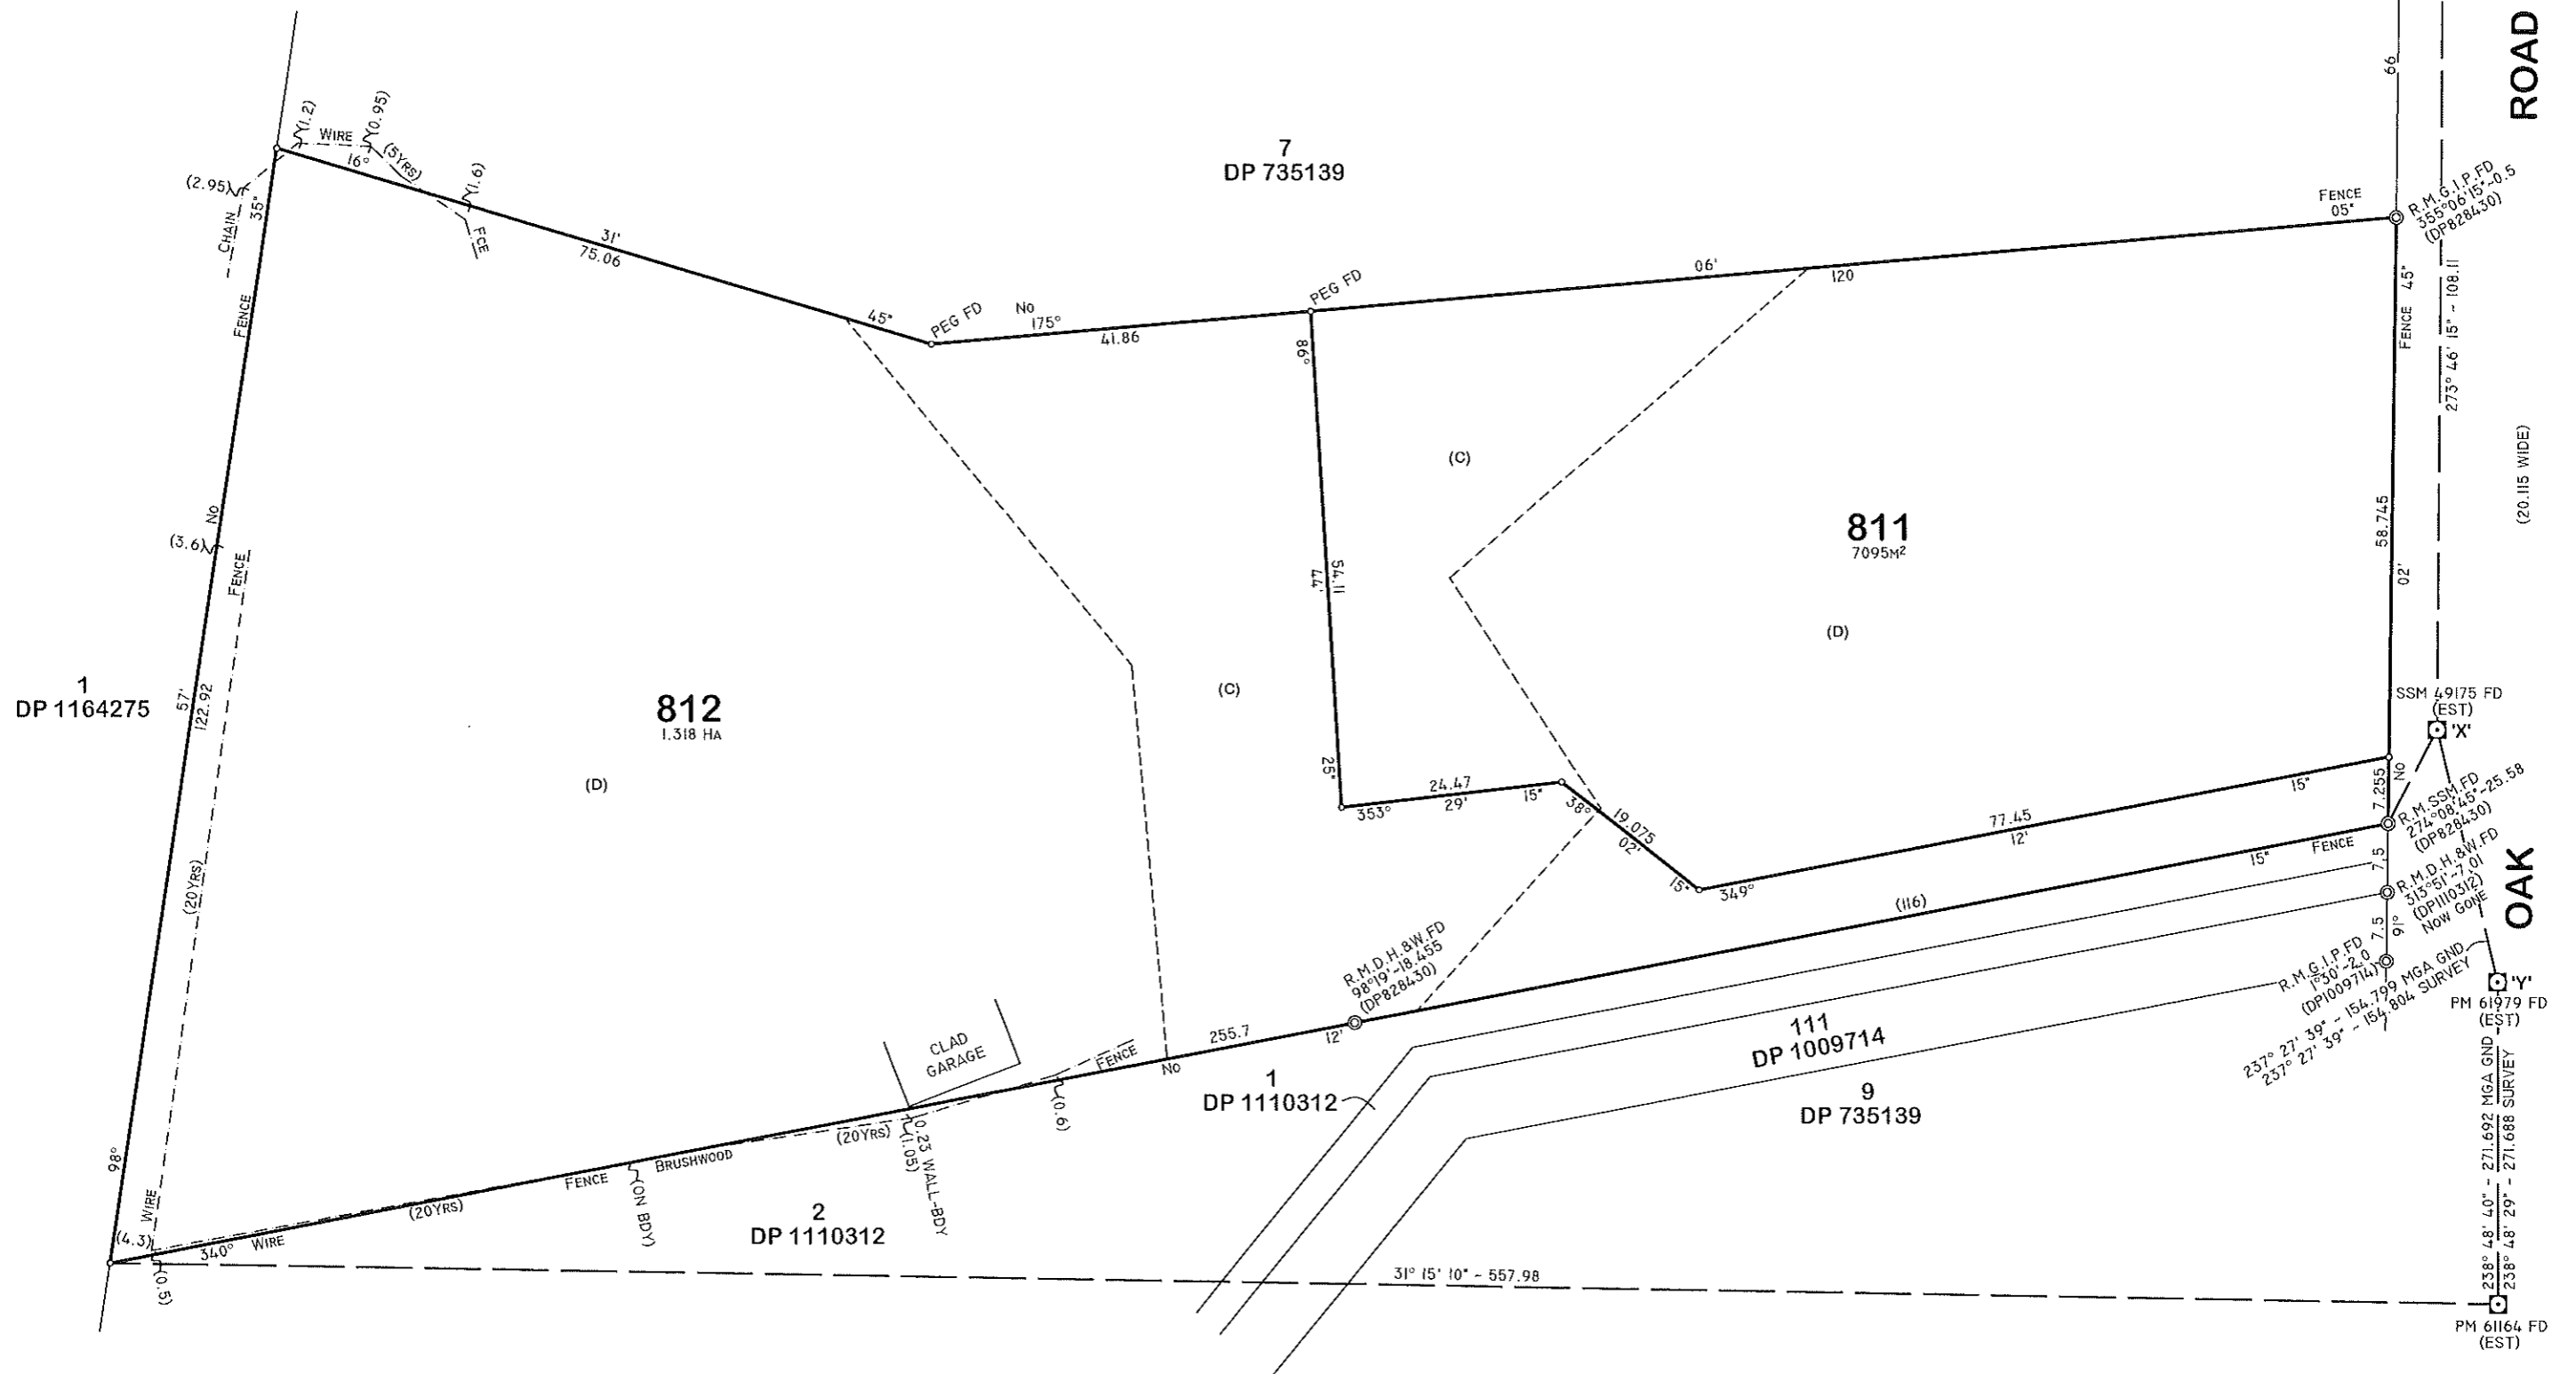 ROAD
66
(1.2)
WIRE
(0.95)
(5YRS)
16°
(1.6)
(2.95)
CHAIN
35"
FCE
31'
75.06
7
DP 735139
FENCE
05"
R.M.G.I.P.FD
355°06'15"~0.5
(DP828430)
06'
120
PEG FD
45"
PEG FD
No
175°
41.86
86°
FENCE
FENCE 45"
273° 46' 15" ~ 108.11
(20.115 WIDE)
(C)
811
7095M²
58.745
No
(3.6)
FENCE
54.11
44'
02'
(D)
1
DP 1164275
57'
122.92
812
1.318 HA
(C)
SSM 49175 FD
(EST)
'X'
(D)
25"
24.47
353°
29'
15"
38°
19.075
02'
15"
349°
77.45
12'
15"
7.255
No
R.M.SSM.FD
274°08'45"~25.58
(DP828430)
(20YRS)
(116)
15"
FENCE
7.5
R.M.D.H.&W.FD
313°51'~7.01
(DP1110312)
NOW GONE
OAK
7.5
91°
R.M.D.H.&W.FD
98°19'~18.455
(DP828430)
R.M.G.I.P.FD
1°30'~2.0
(DP1009714)
237° 27' 39" ~ 154.799 MGA GND
237° 27' 39" ~ 154.804 SURVEY
'Y'
PM 61979 FD
(EST)
CLAD
GARAGE
255.7
12'
FENCE
No
111
DP 1009714
1
DP 1110312
9
DP 735139
(0.6)
98°
(20YRS)
0.23 WALL-BDY
(1.05)
BRUSHWOOD
FENCE
(ON BDY)
(20YRS)
WIRE
(4.3)
340°
WIRE
(0.5)
2
DP 1110312
31° 15' 10" ~ 557.98
238° 48' 40" ~ 271.692 MGA GND
238° 48' 29" ~ 271.688 SURVEY
PM 61164 FD
(EST)